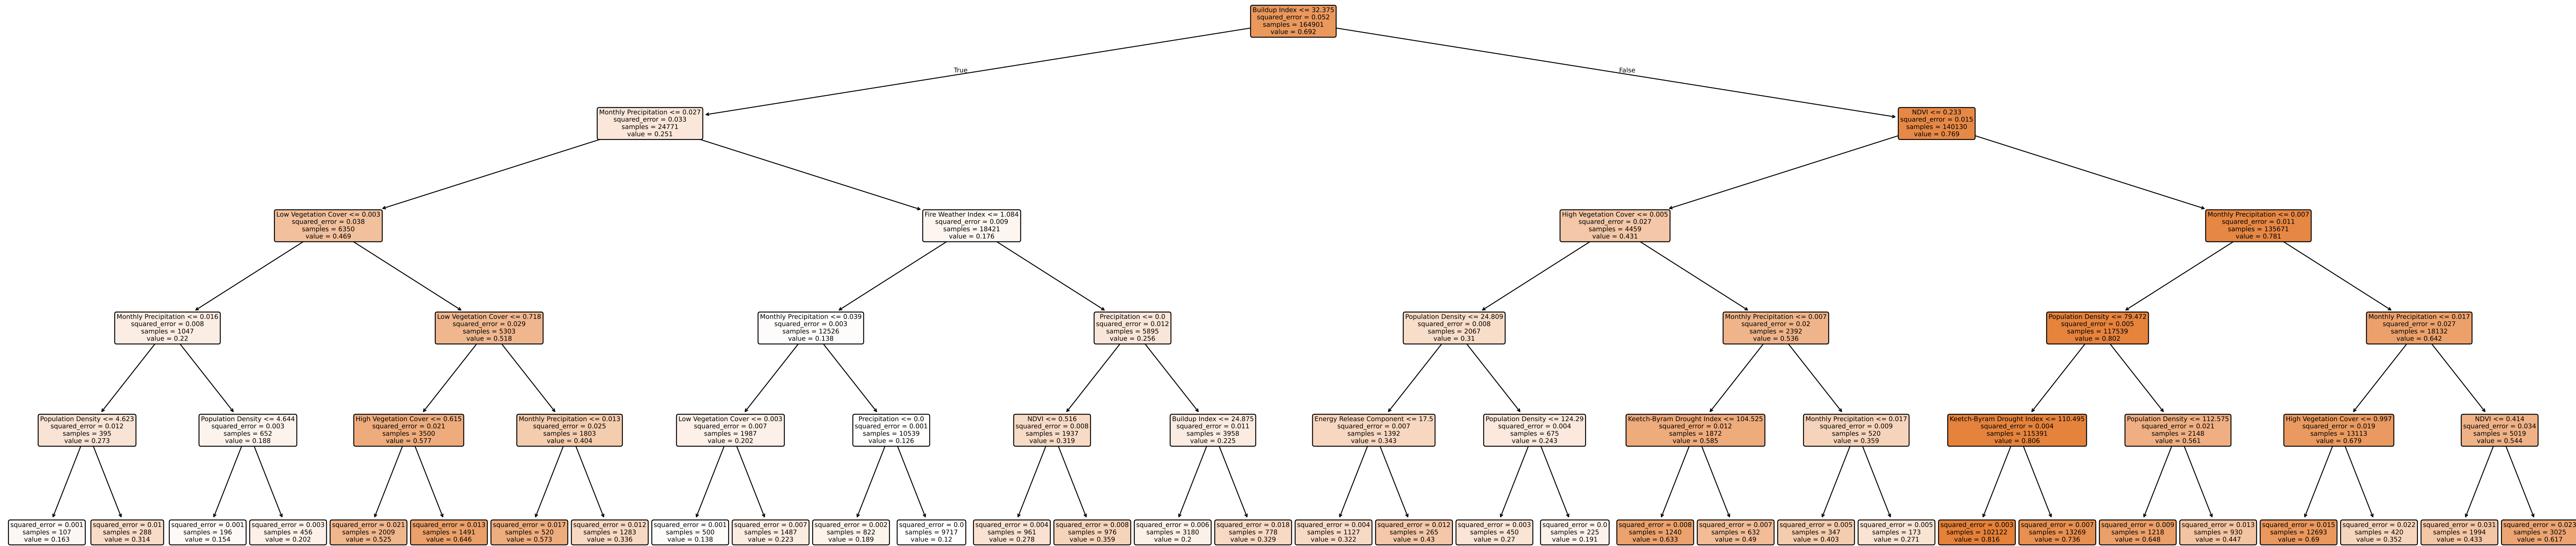 Buildup Index <= 32.375
squared_error = 0.052
samples = 164901
value = 0.692
True
False
Monthly Precipitation <= 0.027
squared_error = 0.033
samples = 24771
value = 0.251
NDVI <= 0.233
squared_error = 0.015
samples = 140130
value = 0.769
Low Vegetation Cover <= 0.003
squared_error = 0.038
samples = 6350
value = 0.469
Fire Weather Index <= 1.084
squared_error = 0.009
samples = 18421
value = 0.176
High Vegetation Cover <= 0.005
squared_error = 0.027
samples = 4459
value = 0.431
Monthly Precipitation <= 0.007
squared_error = 0.011
samples = 135671
value = 0.781
Monthly Precipitation <= 0.016
squared_error = 0.008
samples = 1047
value = 0.22
Low Vegetation Cover <= 0.718
squared_error = 0.029
samples = 5303
value = 0.518
Monthly Precipitation <= 0.039
squared_error = 0.003
samples = 12526
value = 0.138
Precipitation <= 0.0
squared_error = 0.012
samples = 5895
value = 0.256
Population Density <= 24.809
squared_error = 0.008
samples = 2067
value = 0.31
Monthly Precipitation <= 0.007
squared_error = 0.02
samples = 2392
value = 0.536
Population Density <= 79.472
squared_error = 0.005
samples = 117539
value = 0.802
Monthly Precipitation <= 0.017
squared_error = 0.027
samples = 18132
value = 0.642
Population Density <= 4.623
squared_error = 0.012
samples = 395
value = 0.273
Population Density <= 4.644
squared_error = 0.003
samples = 652
value = 0.188
High Vegetation Cover <= 0.615
squared_error = 0.021
samples = 3500
value = 0.577
Monthly Precipitation <= 0.013
squared_error = 0.025
samples = 1803
value = 0.404
Low Vegetation Cover <= 0.003
squared_error = 0.007
samples = 1987
value = 0.202
Precipitation <= 0.0
squared_error = 0.001
samples = 10539
value = 0.126
NDVI <= 0.516
squared_error = 0.008
samples = 1937
value = 0.319
Buildup Index <= 24.875
squared_error = 0.011
samples = 3958
value = 0.225
Energy Release Component <= 17.5
squared_error = 0.007
samples = 1392
value = 0.343
Population Density <= 124.29
squared_error = 0.004
samples = 675
value = 0.243
Keetch-Byram Drought Index <= 104.525
squared_error = 0.012
samples = 1872
value = 0.585
Monthly Precipitation <= 0.017
squared_error = 0.009
samples = 520
value = 0.359
Keetch-Byram Drought Index <= 110.495
squared_error = 0.004
samples = 115391
value = 0.806
Population Density <= 112.575
squared_error = 0.021
samples = 2148
value = 0.561
High Vegetation Cover <= 0.997
squared_error = 0.019
samples = 13113
value = 0.679
NDVI <= 0.414
squared_error = 0.034
samples = 5019
value = 0.544
squared_error = 0.001
samples = 107
value = 0.163
squared_error = 0.01
samples = 288
value = 0.314
squared_error = 0.001
samples = 196
value = 0.154
squared_error = 0.003
samples = 456
value = 0.202
squared_error = 0.021
samples = 2009
value = 0.525
squared_error = 0.013
samples = 1491
value = 0.646
squared_error = 0.017
samples = 520
value = 0.573
squared_error = 0.012
samples = 1283
value = 0.336
squared_error = 0.001
samples = 500
value = 0.138
squared_error = 0.007
samples = 1487
value = 0.223
squared_error = 0.002
samples = 822
value = 0.189
squared_error = 0.0
samples = 9717
value = 0.12
squared_error = 0.004
samples = 961
value = 0.278
squared_error = 0.008
samples = 976
value = 0.359
squared_error = 0.006
samples = 3180
value = 0.2
squared_error = 0.018
samples = 778
value = 0.329
squared_error = 0.004
samples = 1127
value = 0.322
squared_error = 0.012
samples = 265
value = 0.43
squared_error = 0.003
samples = 450
value = 0.27
squared_error = 0.0
samples = 225
value = 0.191
squared_error = 0.008
samples = 1240
value = 0.633
squared_error = 0.007
samples = 632
value = 0.49
squared_error = 0.005
samples = 347
value = 0.403
squared_error = 0.005
samples = 173
value = 0.271
squared_error = 0.003
samples = 102122
value = 0.816
squared_error = 0.007
samples = 13269
value = 0.736
squared_error = 0.009
samples = 1218
value = 0.648
squared_error = 0.013
samples = 930
value = 0.447
squared_error = 0.015
samples = 12693
value = 0.69
squared_error = 0.022
samples = 420
value = 0.352
squared_error = 0.031
samples = 1994
value = 0.433
squared_error = 0.023
samples = 3025
value = 0.617